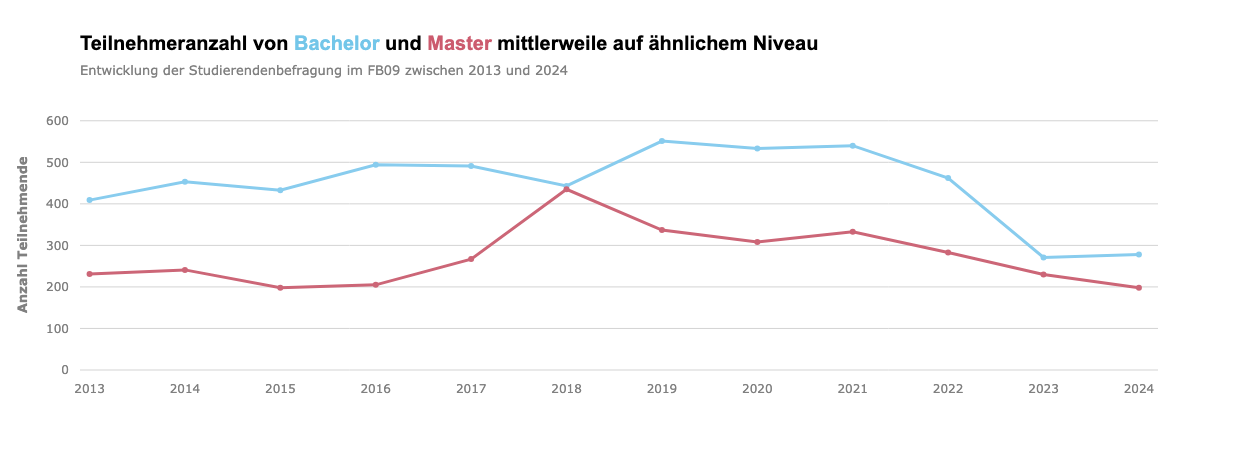 Teilnehmeranzahl von Bachelor und Master mittlerweile auf ähnlichem Niveau
Entwicklung der Studierendenbefragung im FB09 zwischen 2013 und 2024
Anzahl Teilnehmende
600
500
400
300
200
100
0
2013 2014 2015 2016 2017 2018 2019 2020 2021 2022 2023 2024